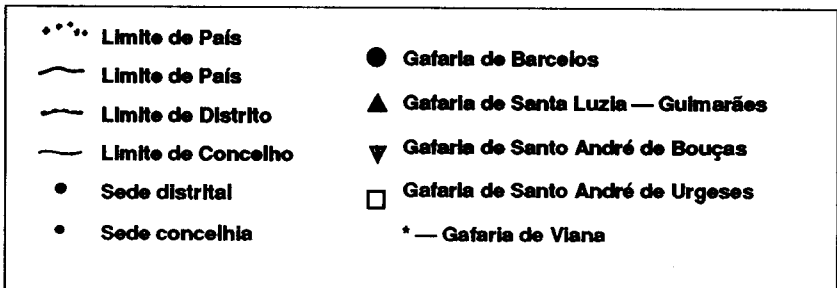 Limite de País
Limite de País
Limite de Distrito
Limite de Concelho
Sede distrital
Sede concelhia
Gafaria de Barcelos
Gafaria de Santa Luzia — Guimarães
Gafaria de Santo André de Bouças
Gafaria de Santo André de Urgeses
* — Gafaria de Viana